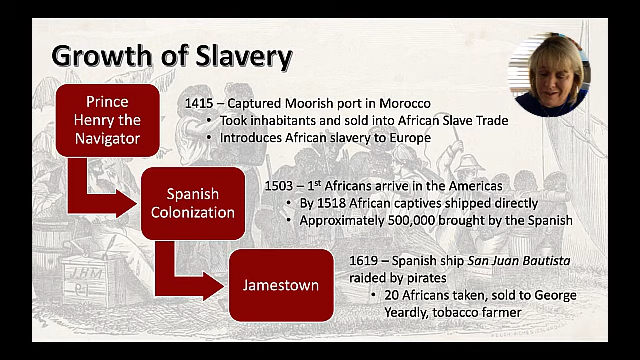 Growth of Slavery
Prince
Henry the
Navigator
1415 – Captured Moorish port in Morocco
• Took inhabitants and sold into African Slave Trade
• Introduces African slavery to Europe
Spanish
Colonization
1503 – 1st Africans arrive in the Americas
• By 1518 African captives shipped directly
• Approximately 500,000 brought by the Spanish
Jamestown
1619 – Spanish ship San Juan Bautista
raided by pirates
• 20 Africans taken, sold to George
Yeardly, tobacco farmer